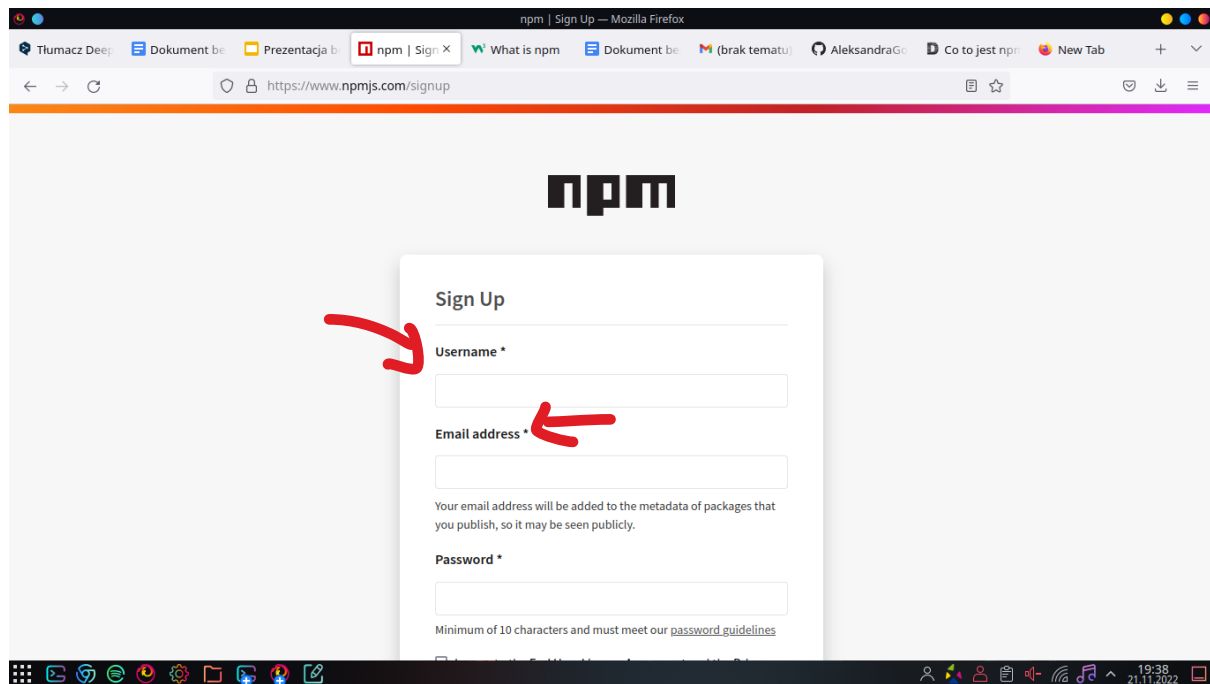 npm | Sign Up — Mozilla Firefox
Tłumacz Deep
Dokument be
Prezentacja b
npm | Sign
What is npm
Dokument be
(brak tematu)
AleksandraGo
Co to jest npm
New Tab
https://www.npmjs.com/signup
npm
Sign Up
Username *
Email address *
Your email address will be added to the metadata of packages that
you publish, so it may be seen publicly.
Password *
Minimum of 10 characters and must meet our password guidelines
19:38
21.11.2022